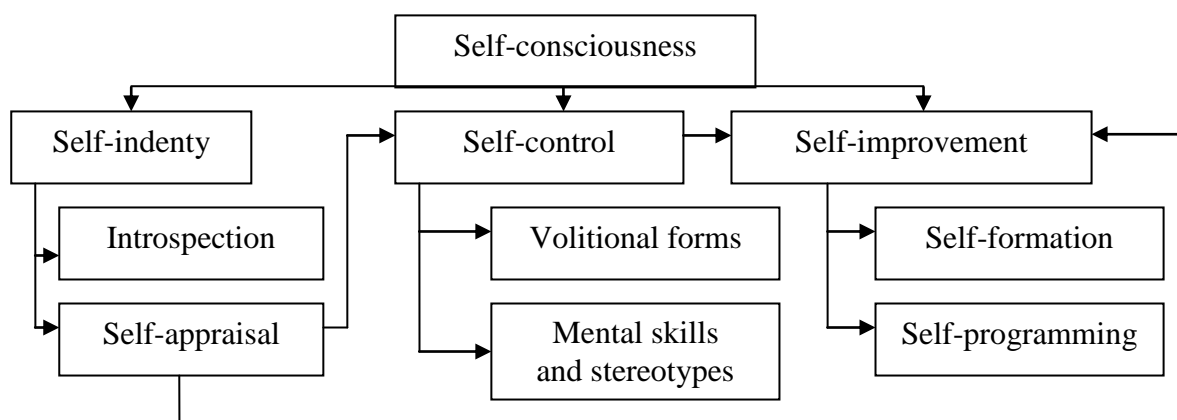 Self-consciousness
Self-indenty
Self-control
Self-improvement
Introspection
Volitional forms
Self-formation
Self-appraisal
Mental skills
and stereotypes
Self-programming